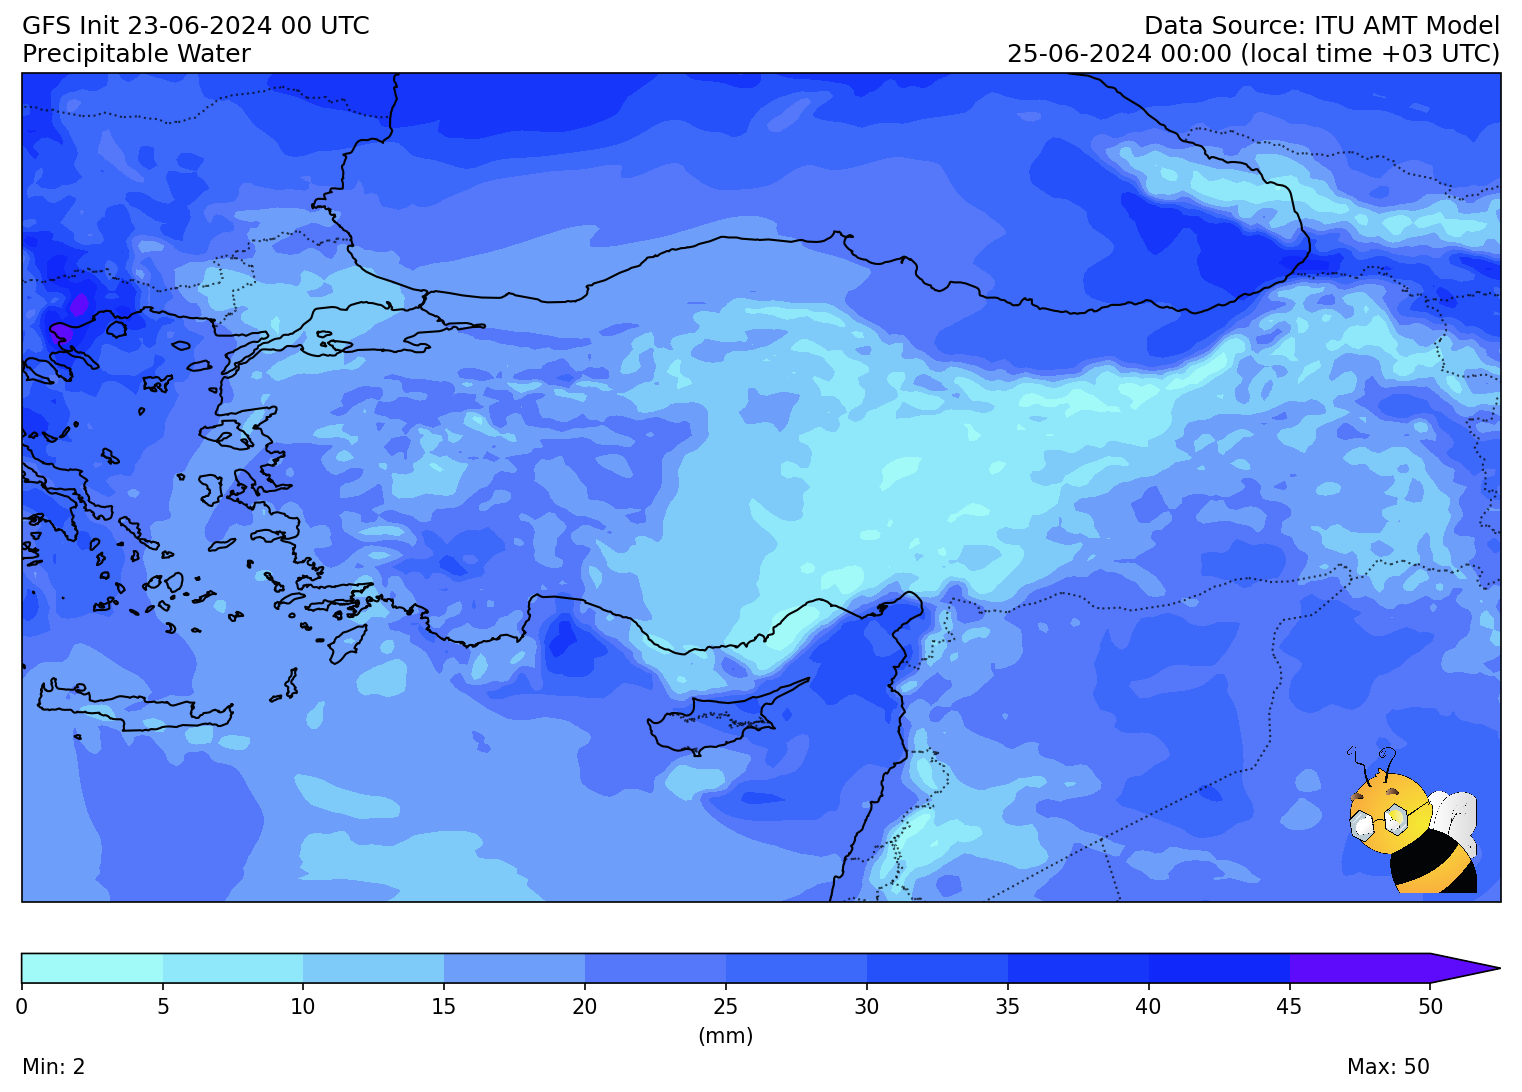 GFS Init 23-06-2024 00 UTC
Data Source: ITU AMT Model
Precipitable Water
25-06-2024 00:00 (local time +03 UTC)
0 5 10 15 20 25 30 35 40 45 50
(mm)
Min: 2
Max: 50